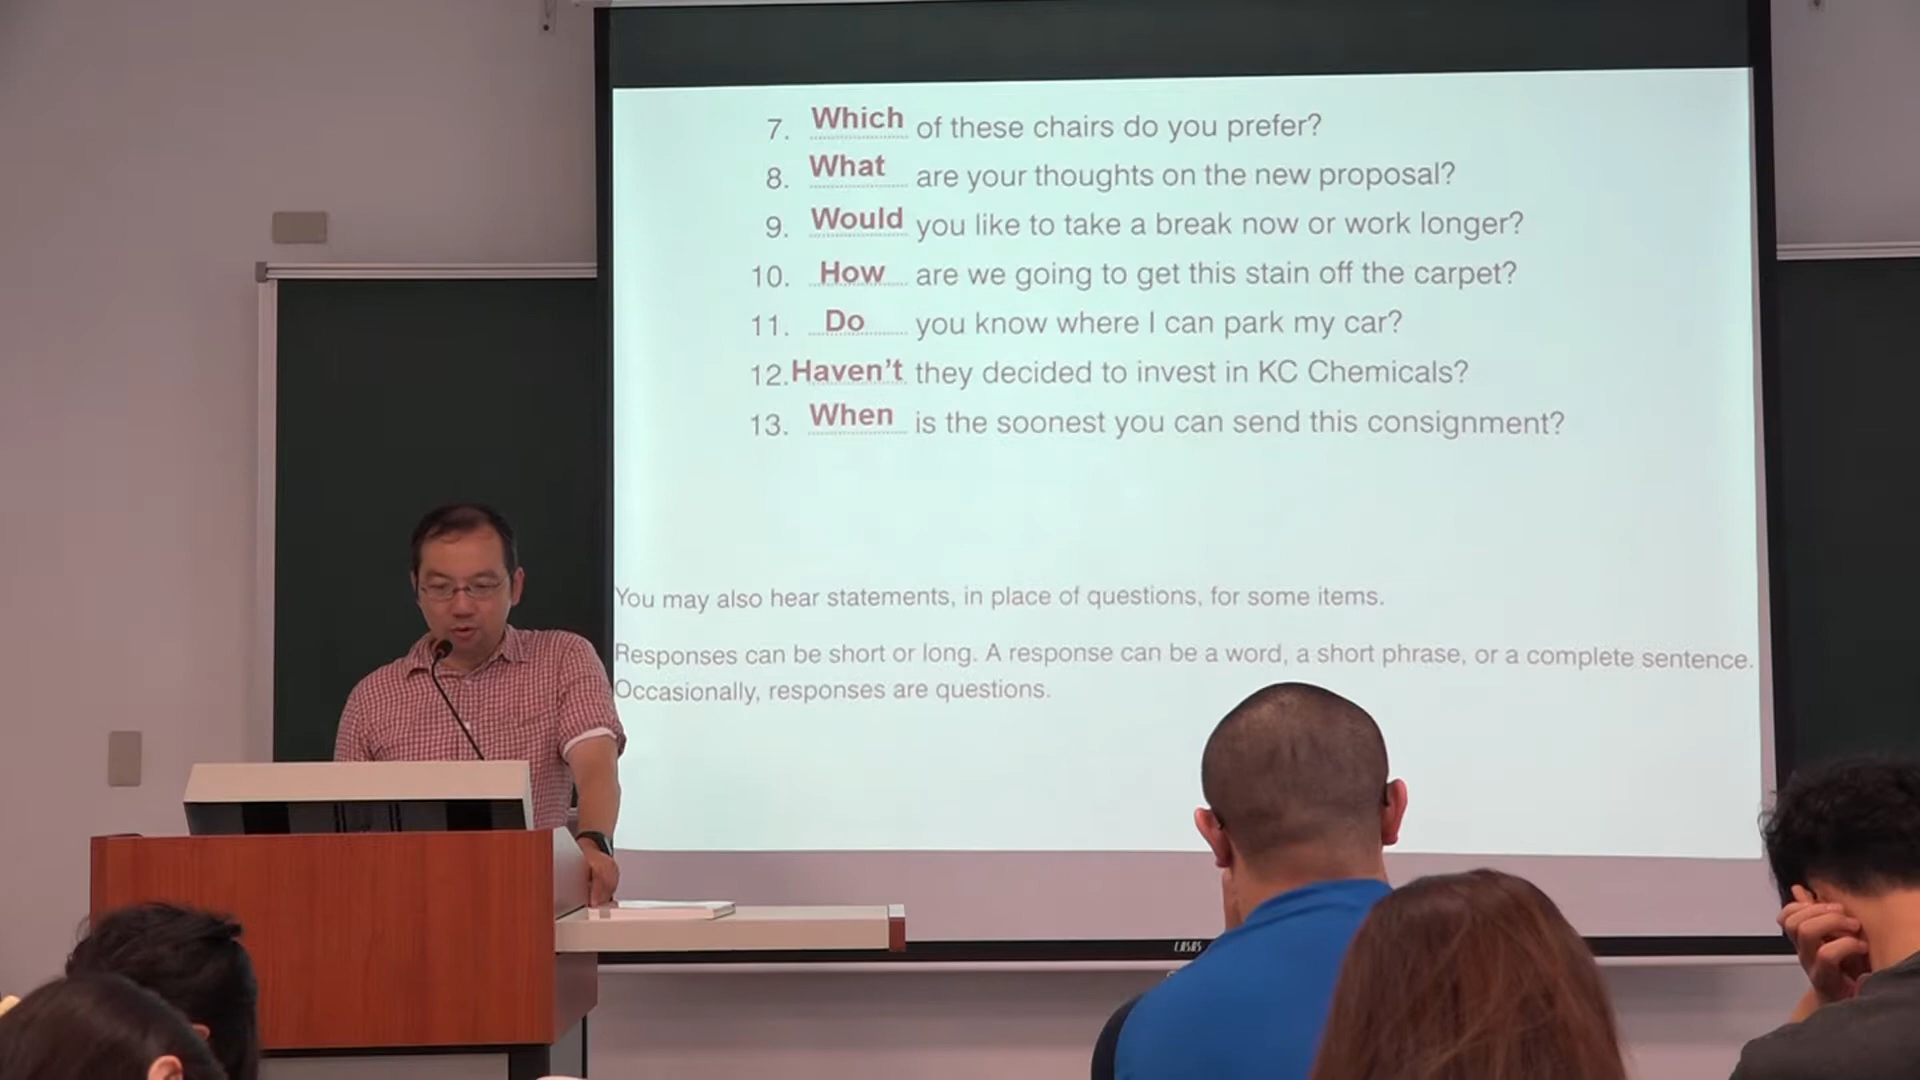 7. Which of these chairs do you prefer?
8. What are your thoughts on the new proposal?
9. Would you like to take a break now or work longer?
10. How are we going to get this stain off the carpet?
11. Do you know where I can park my car?
12. Haven't they decided to invest in KC Chemicals?
13. When is the soonest you can send this consignment?
You may also hear statements, in place of questions, for some items.
Responses can be short or long. A response can be a word, a short phrase, or a complete sentence.
Occasionally, responses are questions.